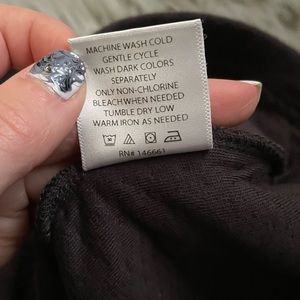 MACHINE WASH COLD
GENTLE CYCLE
WASH DARK COLORS
SEPARATELY
ONLY NON-CHLORINE
BLEACH WHEN NEEDED
TUMBLE DRY LOW
WARM IRON AS NEEDED
RN# 146661